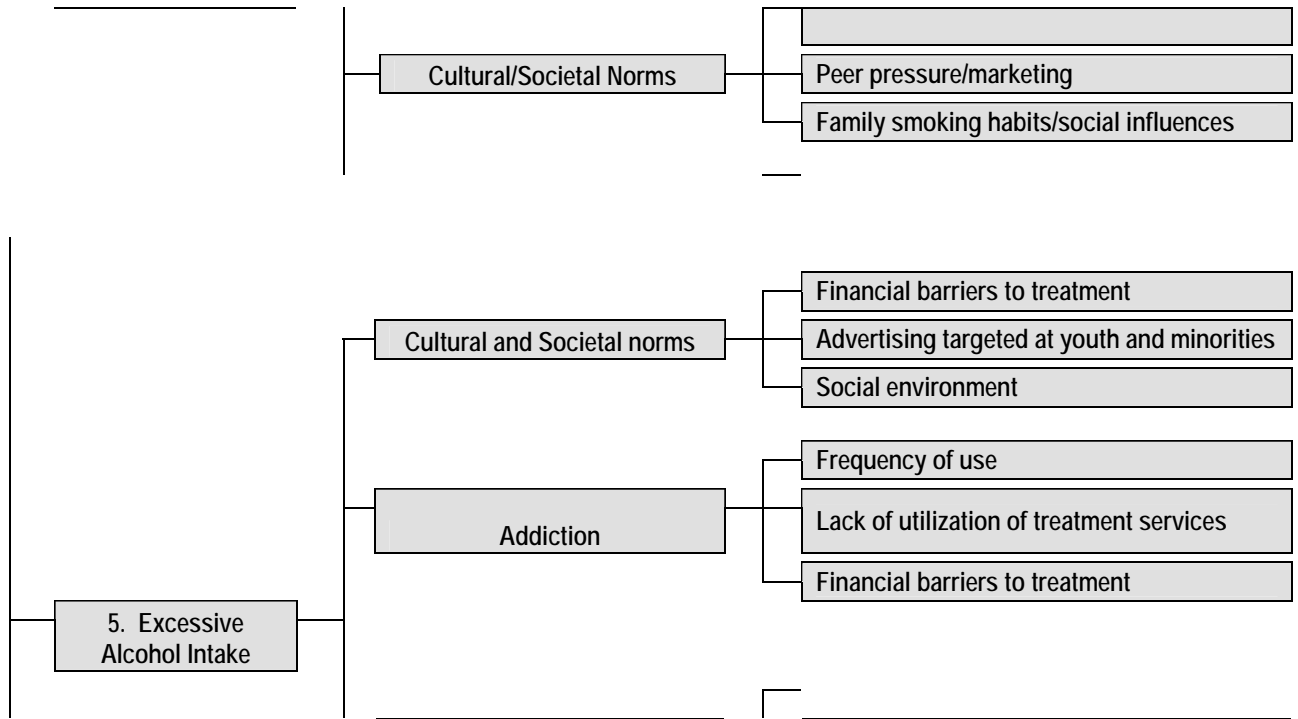 Cultural/Societal Norms
Peer pressure/marketing
Family smoking habits/social influences
Financial barriers to treatment
Cultural and Societal norms
Advertising targeted at youth and minorities
Social environment
Frequency of use
Addiction
Lack of utilization of treatment services
Financial barriers to treatment
5. Excessive
Alcohol Intake